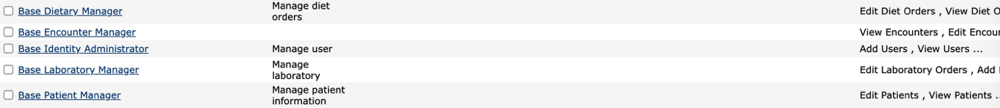 Base Dietary Manager Manage diet orders Edit Diet Orders , View Diet O
Base Encounter Manager View Encounters , Edit Encour
Base Identity Administrator Manage user Add Users , View Users ...
Base Laboratory Manager Manage laboratory Edit Laboratory Orders , Add
Base Patient Manager Manage patient information Edit Patients , View Patients ..